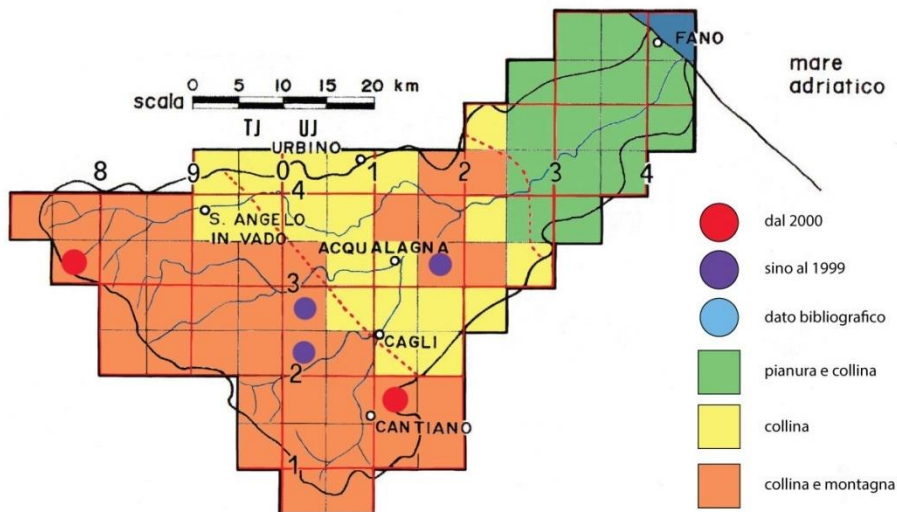 FANO
mare
adriatico
scala 0 5 10 15 20 km
TJ UJ
URBINO
8 9 0 1 2 3 4
4
S. ANGELO
IN VADO
ACQUALAGNA
3
CAGLI
2
CANTIANO
1
dal 2000
sino al 1999
dato bibliografico
pianura e collina
collina
collina e montagna